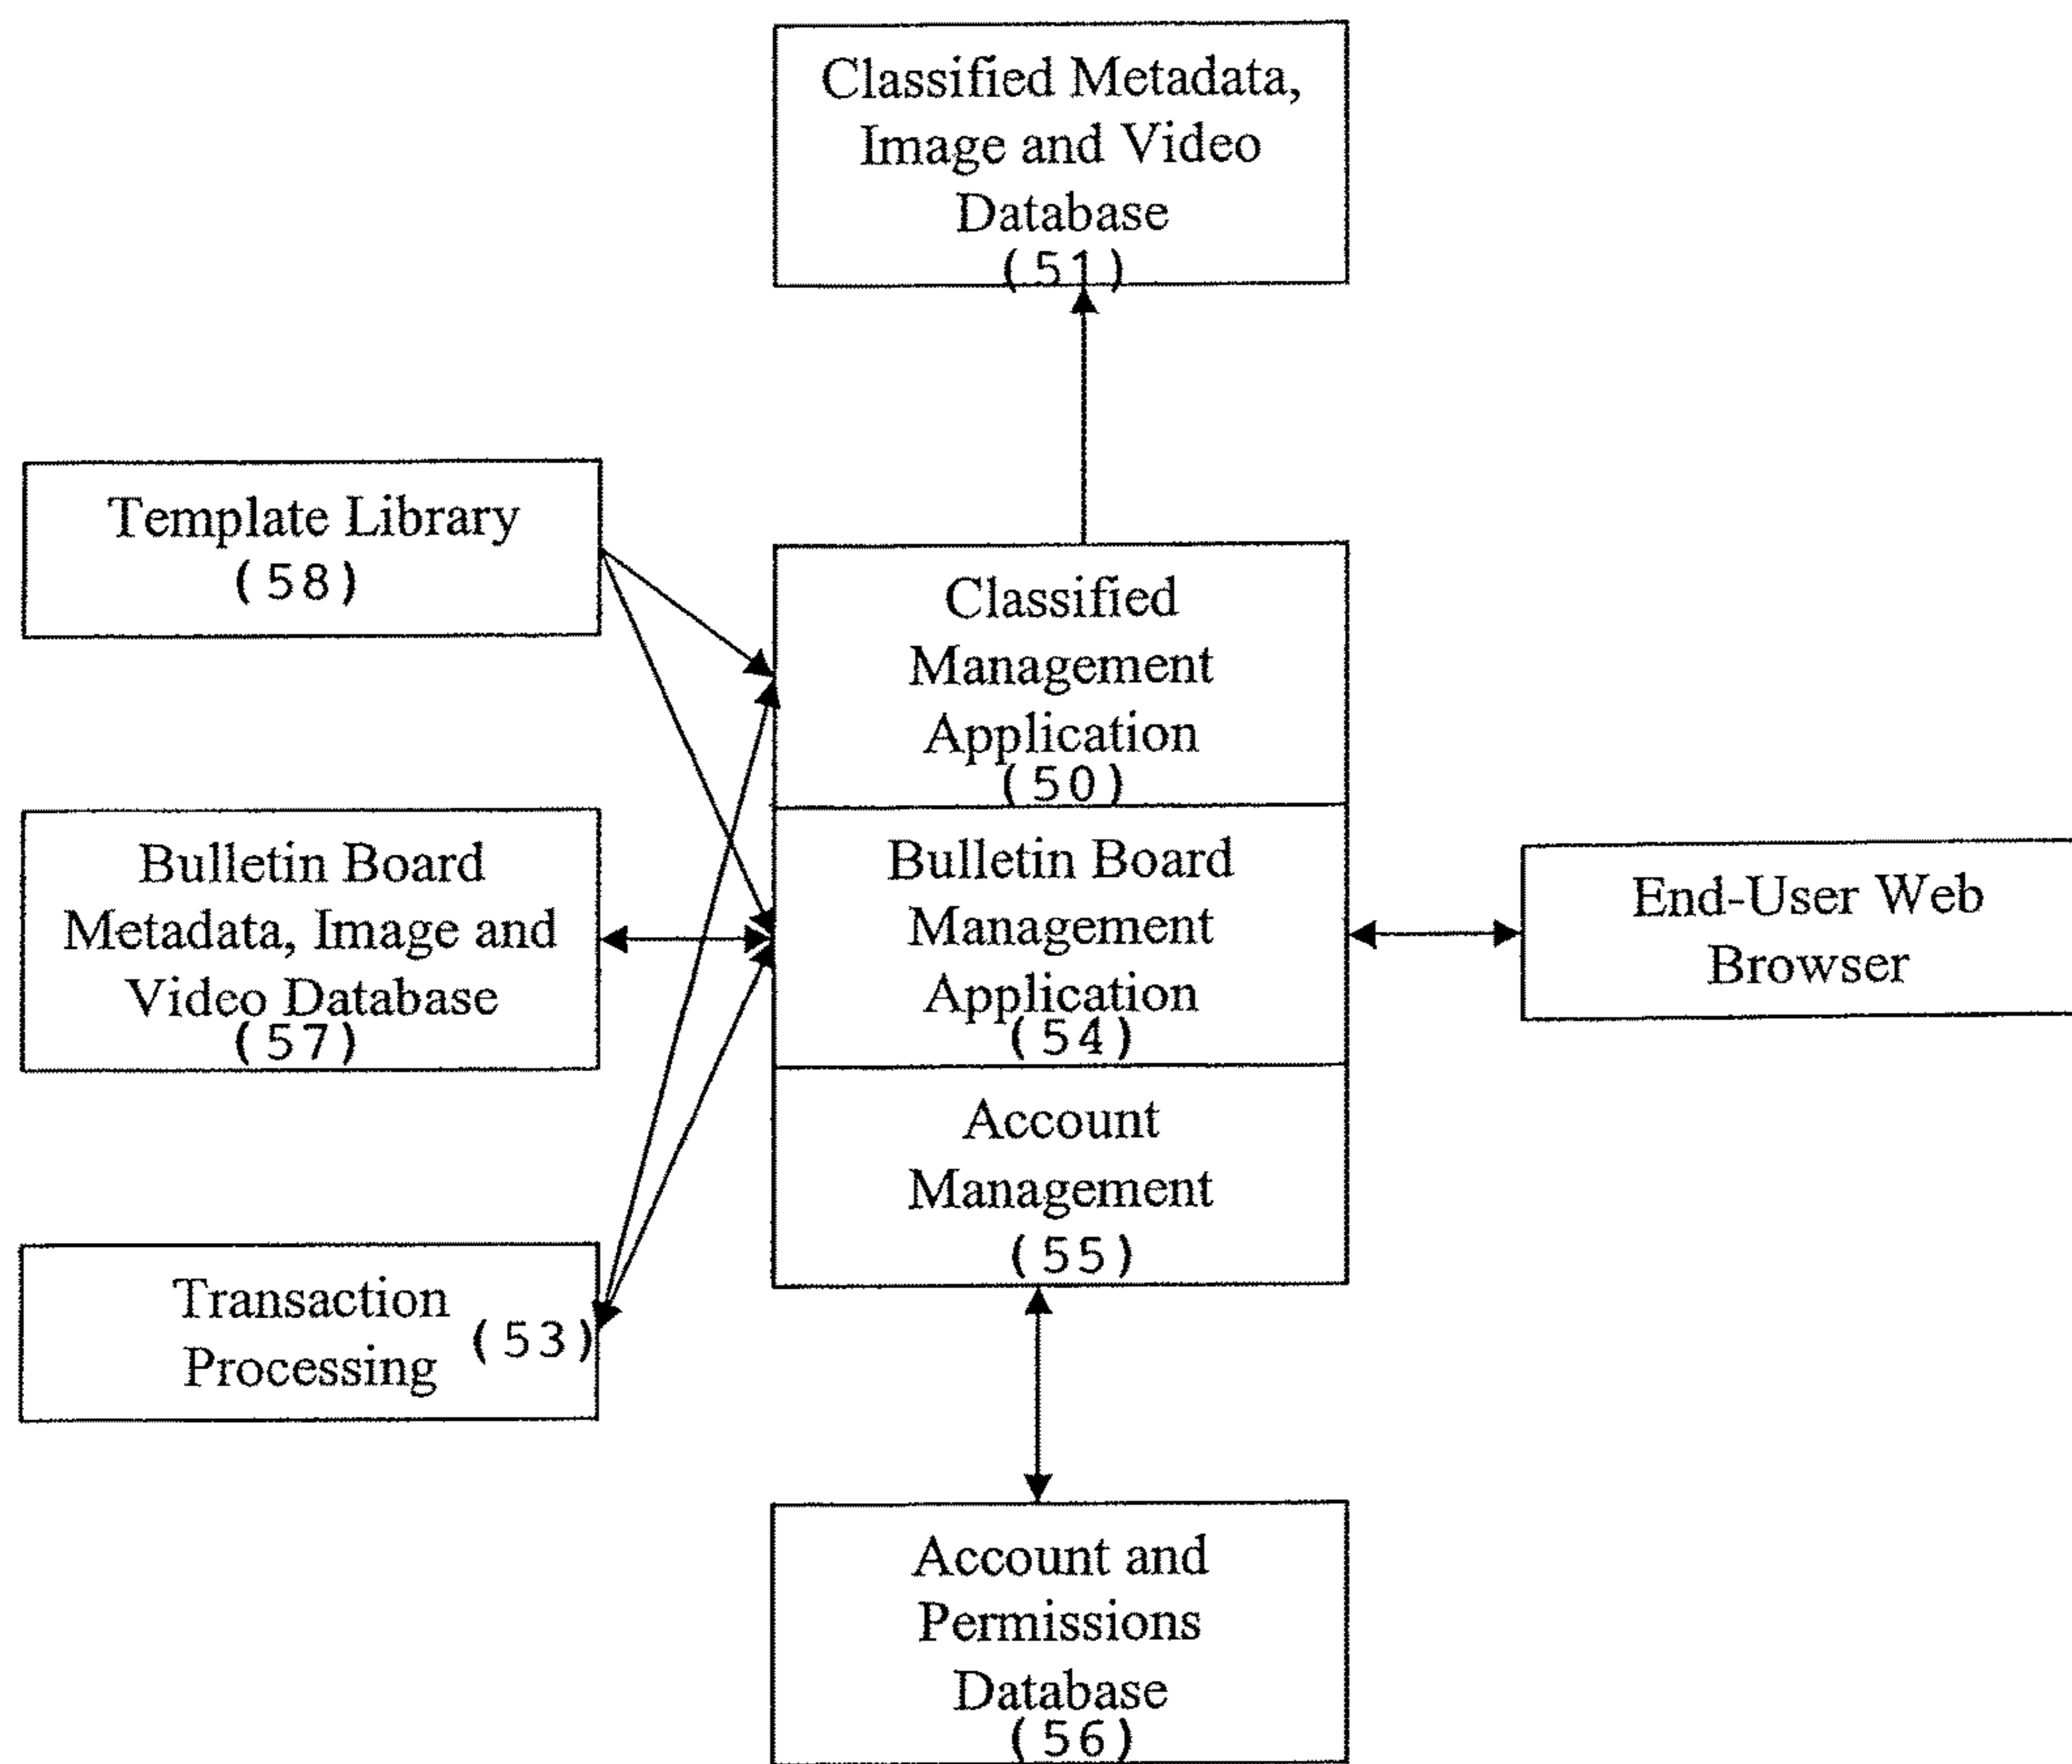 Classified Metadata,
Image and Video
Database
(51)
Template Library
(58)
Classified
Management
Application
(50)
Bulletin Board
Metadata, Image and
Video Database
(57)
Bulletin Board
Management
Application
(54)
End-User Web
Browser
Account
Management
(55)
Transaction
Processing (53)
Account and
Permissions
Database
(56)